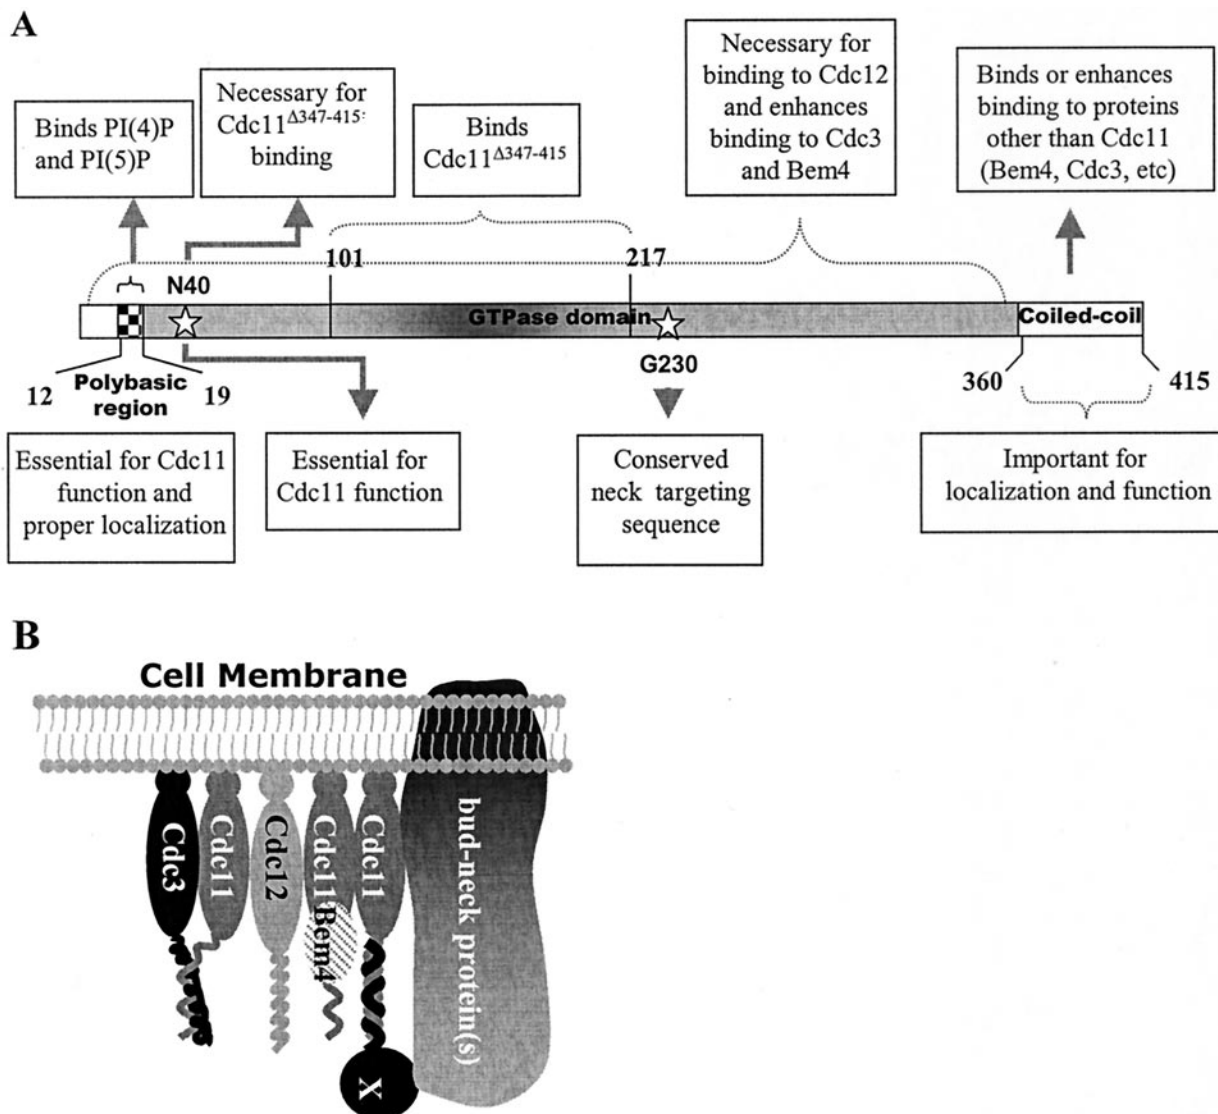 A
Binds PI(4)P
and PI(5)P
Necessary for
Cdc11Δ347-415:
binding
Binds
Cdc11Δ347-415
Necessary for
binding to Cdc12
and enhances
binding to Cdc3
and Bem4
Binds or enhances
binding to proteins
other than Cdc11
(Bem4, Cdc3, etc)
101
217
N40
GTPase domain
Coiled-coil
G230
12
Polybasic
region
19
360
415
Essential for Cdc11
function and
proper localization
Essential for
Cdc11 function
Conserved
neck targeting
sequence
Important for
localization and function
B
Cell Membrane
Cdc3
Cdc11
Cdc12
Cdc11
Bem4
Cdc11
X
bud-neck protein(s)